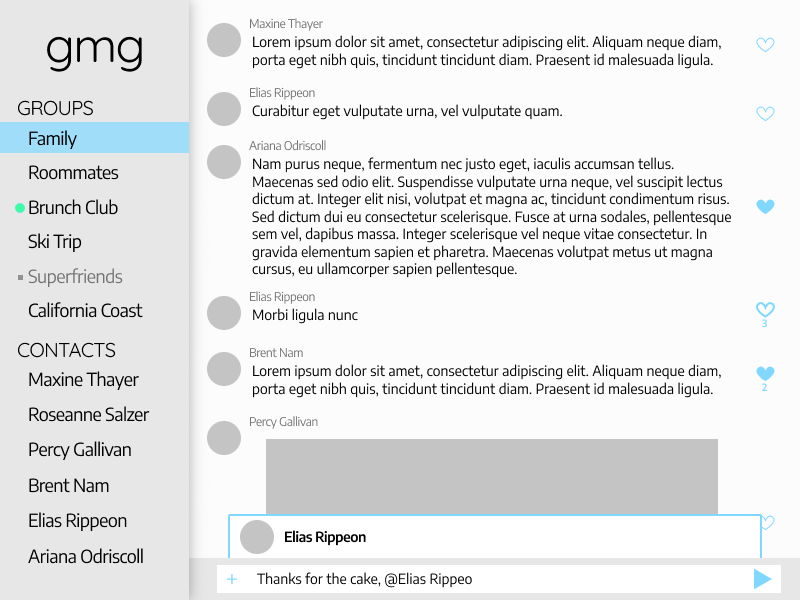 gmg
GROUPS
Family
Roommates
Brunch Club
Ski Trip
Superfriends
California Coast
CONTACTS
Maxine Thayer
Roseanne Salzer
Percy Gallivan
Brent Nam
Elias Rippeon
Ariana Odriscoll
Maxine Thayer
Lorem ipsum dolor sit amet, consectetur adipiscing elit. Aliquam neque diam,
porta eget nibh quis, tincidunt tincidunt diam. Praesent id malesuada ligula.
Elias Rippeon
Curabitur eget vulputate urna, vel vulputate quam.
Ariana Odriscoll
Nam purus neque, fermentum nec justo eget, iaculis accumsan tellus.
Maecenas sed odio elit. Suspendisse vulputate urna neque, vel suscipit lectus
dictum at. Integer elit nisi, volutpat et magna ac, tincidunt condimentum risus.
Sed dictum dui eu consectetur scelerisque. Fusce at urna sodales, pellentesque
sem vel, dapibus massa. Integer scelerisque vel neque vitae consectetur. In
gravida elementum sapien et pharetra. Maecenas volutpat metus ut magna
cursus, eu ullamcorper sapien pellentesque.
Elias Rippeon
Morbi ligula nunc
3
Brent Nam
Lorem ipsum dolor sit amet, consectetur adipiscing elit. Aliquam neque diam,
porta eget nibh quis, tincidunt tincidunt diam. Praesent id malesuada ligula.
2
Percy Gallivan
Elias Rippeon
+ Thanks for the cake, @Elias Rippeo